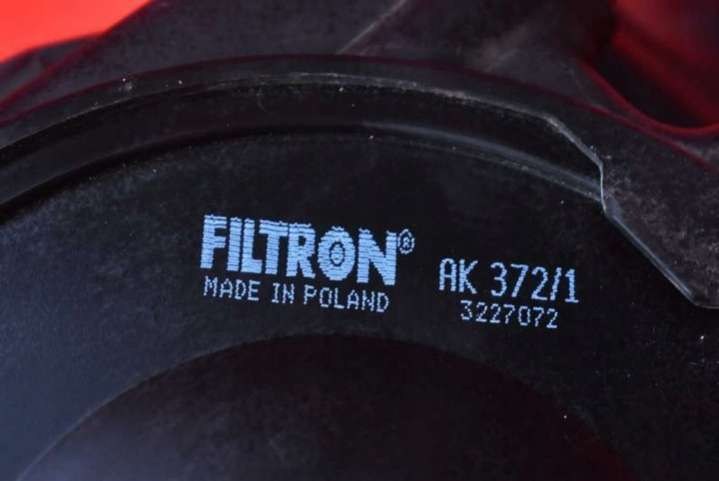 FILTRON®
MADE IN POLAND
AK 372/1
3227072